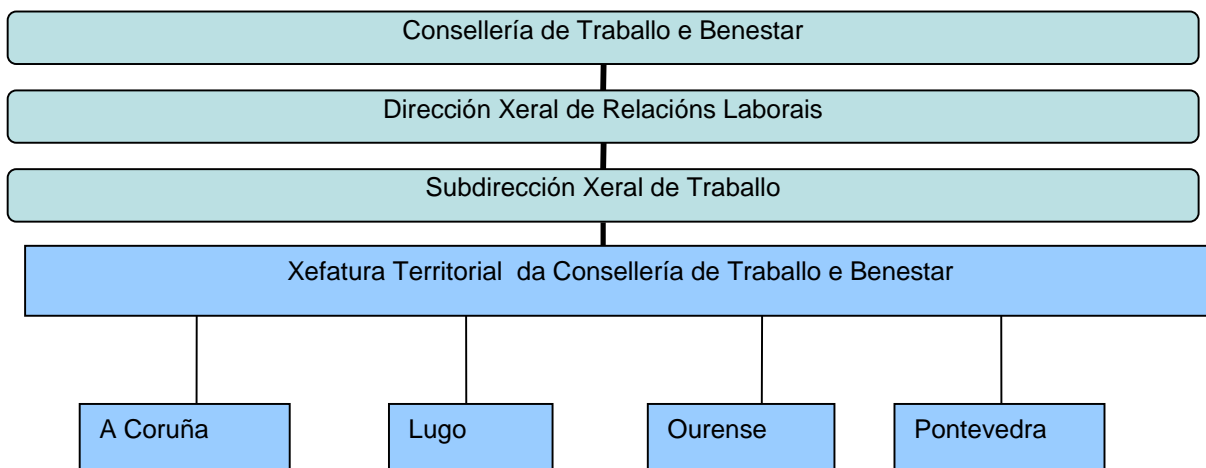 Consellería de Traballo e Benestar
Dirección Xeral de Relacións Laborais
Subdirección Xeral de Traballo
Xefatura Territorial da Consellería de Traballo e Benestar
A Coruña
Lugo
Ourense
Pontevedra